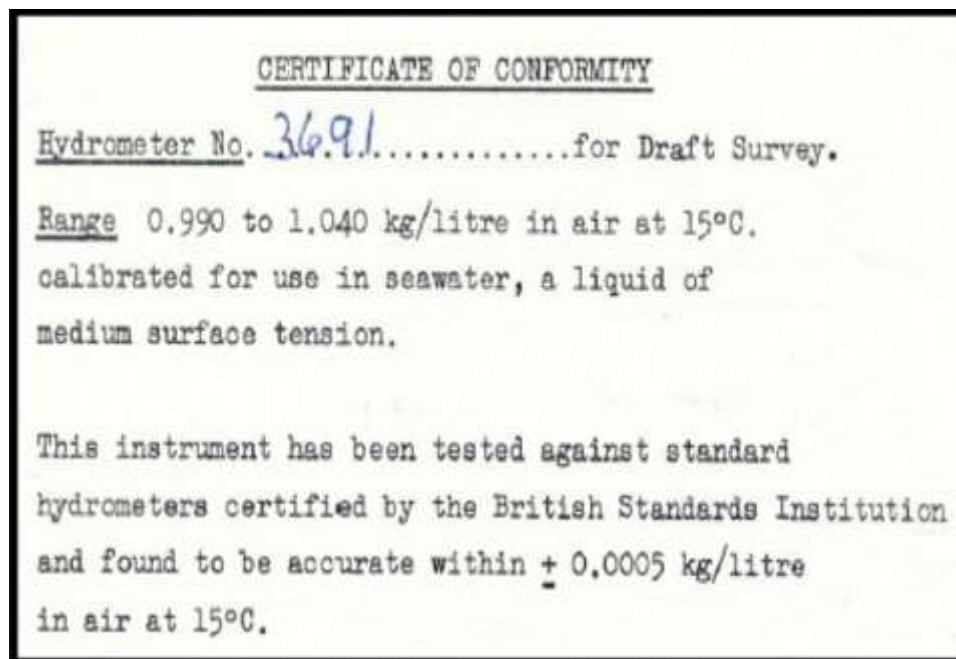 CERTIFICATE OF CONFORMITY
Hydrometer No. 3691..............for Draft Survey.
Range 0.990 to 1.040 kg/litre in air at 15°C.
calibrated for use in seawater, a liquid of
medium surface tension.
This instrument has been tested against standard
hydrometers certified by the British Standards Institution
and found to be accurate within ± 0.0005 kg/litre
in air at 15°C.